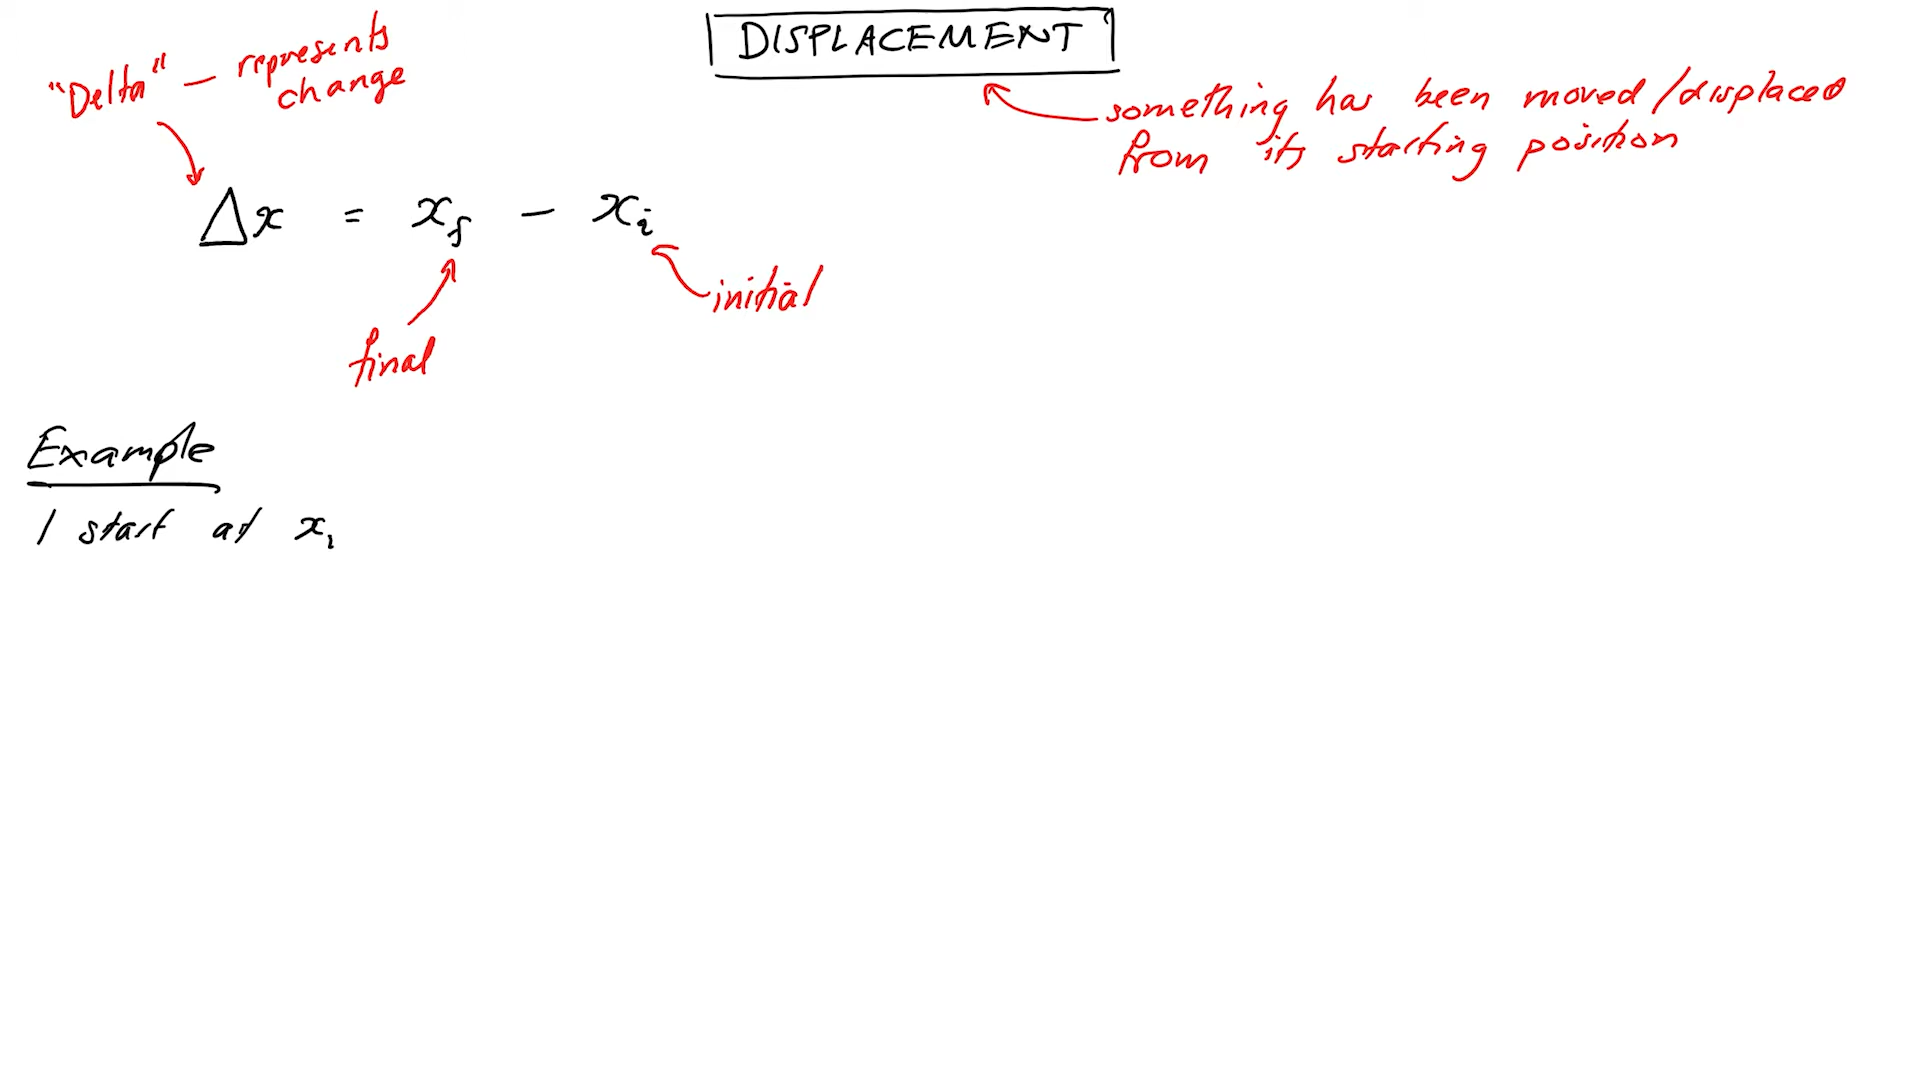 DISPLACEMENT
"Delta" — represents
change
something has been moved/displaced
from its starting position
Δx = x_f - x_i
initial
final
Example
I start at x_i